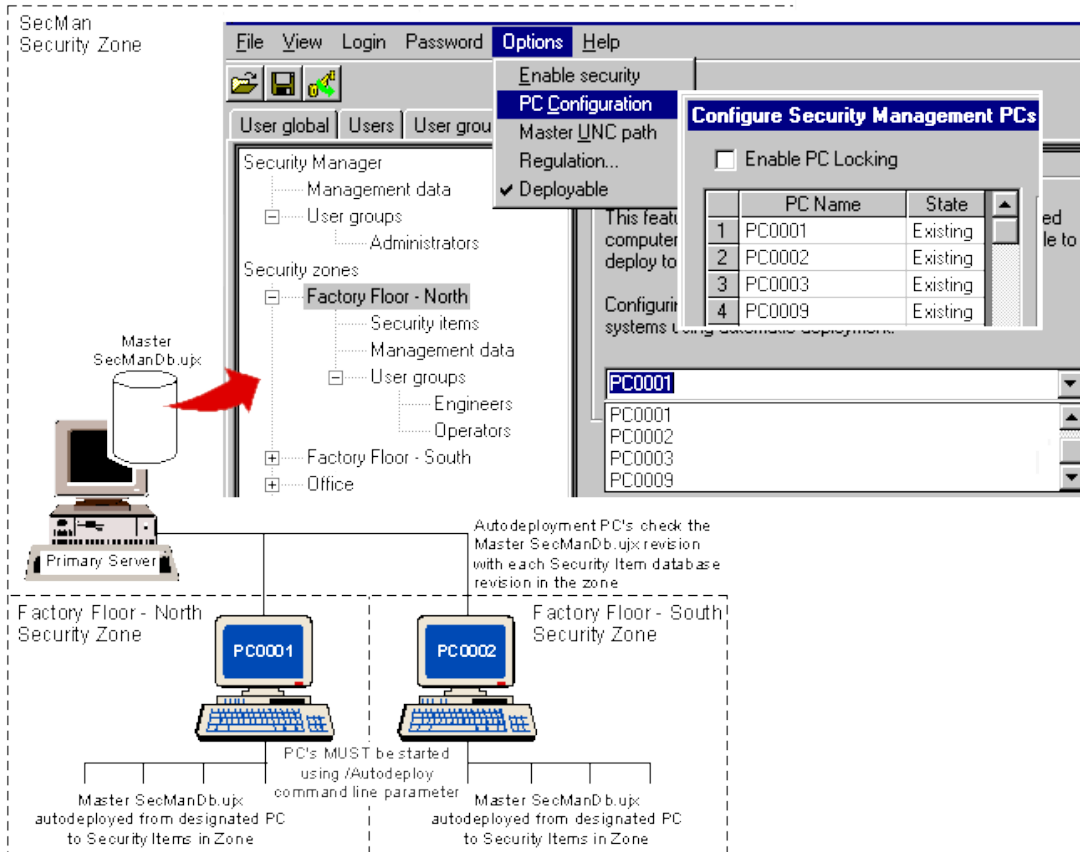 SecMan
Security Zone
File View Login Password Options Help
Enable security
PC Configuration
Master UNC path
Regulation...
Deployable
Configure Security Management PCs
Enable PC Locking
PC Name State
1 PC0001 Existing
2 PC0002 Existing
3 PC0003 Existing
4 PC0009 Existing
User global Users User grou
Security Manager
Management data
User groups
Administrators
Security zones
Factory Floor - North
Security items
Management data
User groups
Engineers
Operators
Factory Floor - South
Office
This featu ed
computer le to
deploy to
Configurin
systems using automatic deployment.
PC0001
PC0001
PC0002
PC0003
PC0009
Master
SecManDb.ujx
Primary Server
Autodeployment PC's check the
Master SecManDb.ujx revision
with each Security Item database
revision in the zone
Factory Floor - North
Security Zone
Factory Floor - South
Security Zone
PC0001
PC0002
PC's MUST be started
using /Autodeploy
command line parameter
Master SecManDb.ujx
autodeployed from designated PC
to Security Items in Zone
Master SecManDb.ujx
autodeployed from designated PC
to Security Items in Zone